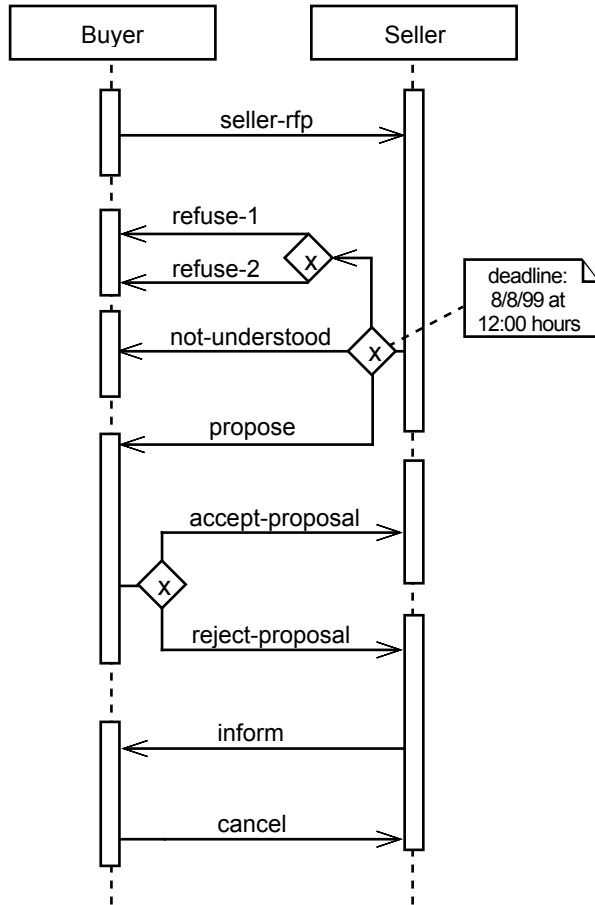 Buyer
Seller
seller-rfp
refuse-1
x
refuse-2
deadline:
8/8/99 at
12:00 hours
not-understood
x
propose
accept-proposal
x
reject-proposal
inform
cancel